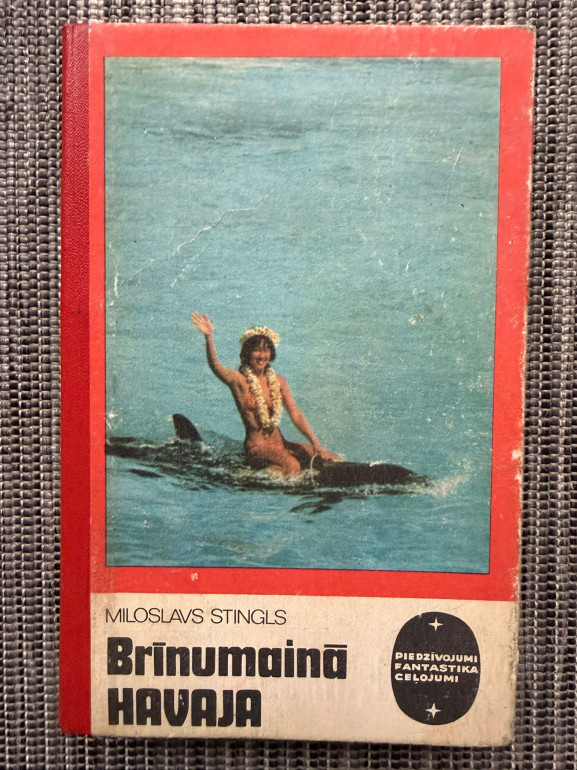 MILOSLAVS STINGLS
Brīnumainā
HAVAJA
PIEDZĪVOJUMI
FANTASTIKA
CEĻOJUMI